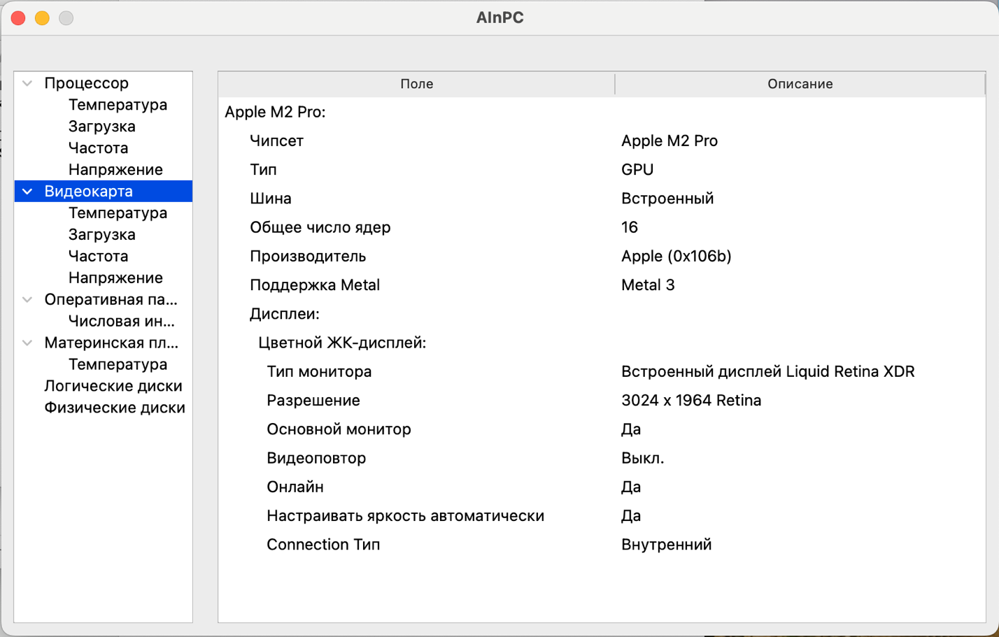 AInPC
Процессор
Температура
Загрузка
Частота
Напряжение
Видеокарта
Температура
Загрузка
Частота
Напряжение
Оперативная па...
Числовая ин...
Материнская пл...
Температура
Логические диски
Физические диски
Поле Описание
Apple M2 Pro:
Чипсет Apple M2 Pro
Тип GPU
Шина Встроенный
Общее число ядер 16
Производитель Apple (0x106b)
Поддержка Metal Metal 3
Дисплеи:
Цветной ЖК-дисплей:
Тип монитора Встроенный дисплей Liquid Retina XDR
Разрешение 3024 x 1964 Retina
Основной монитор Да
Видеоповтор Выкл.
Онлайн Да
Настраивать яркость автоматически Да
Connection Тип Внутренний